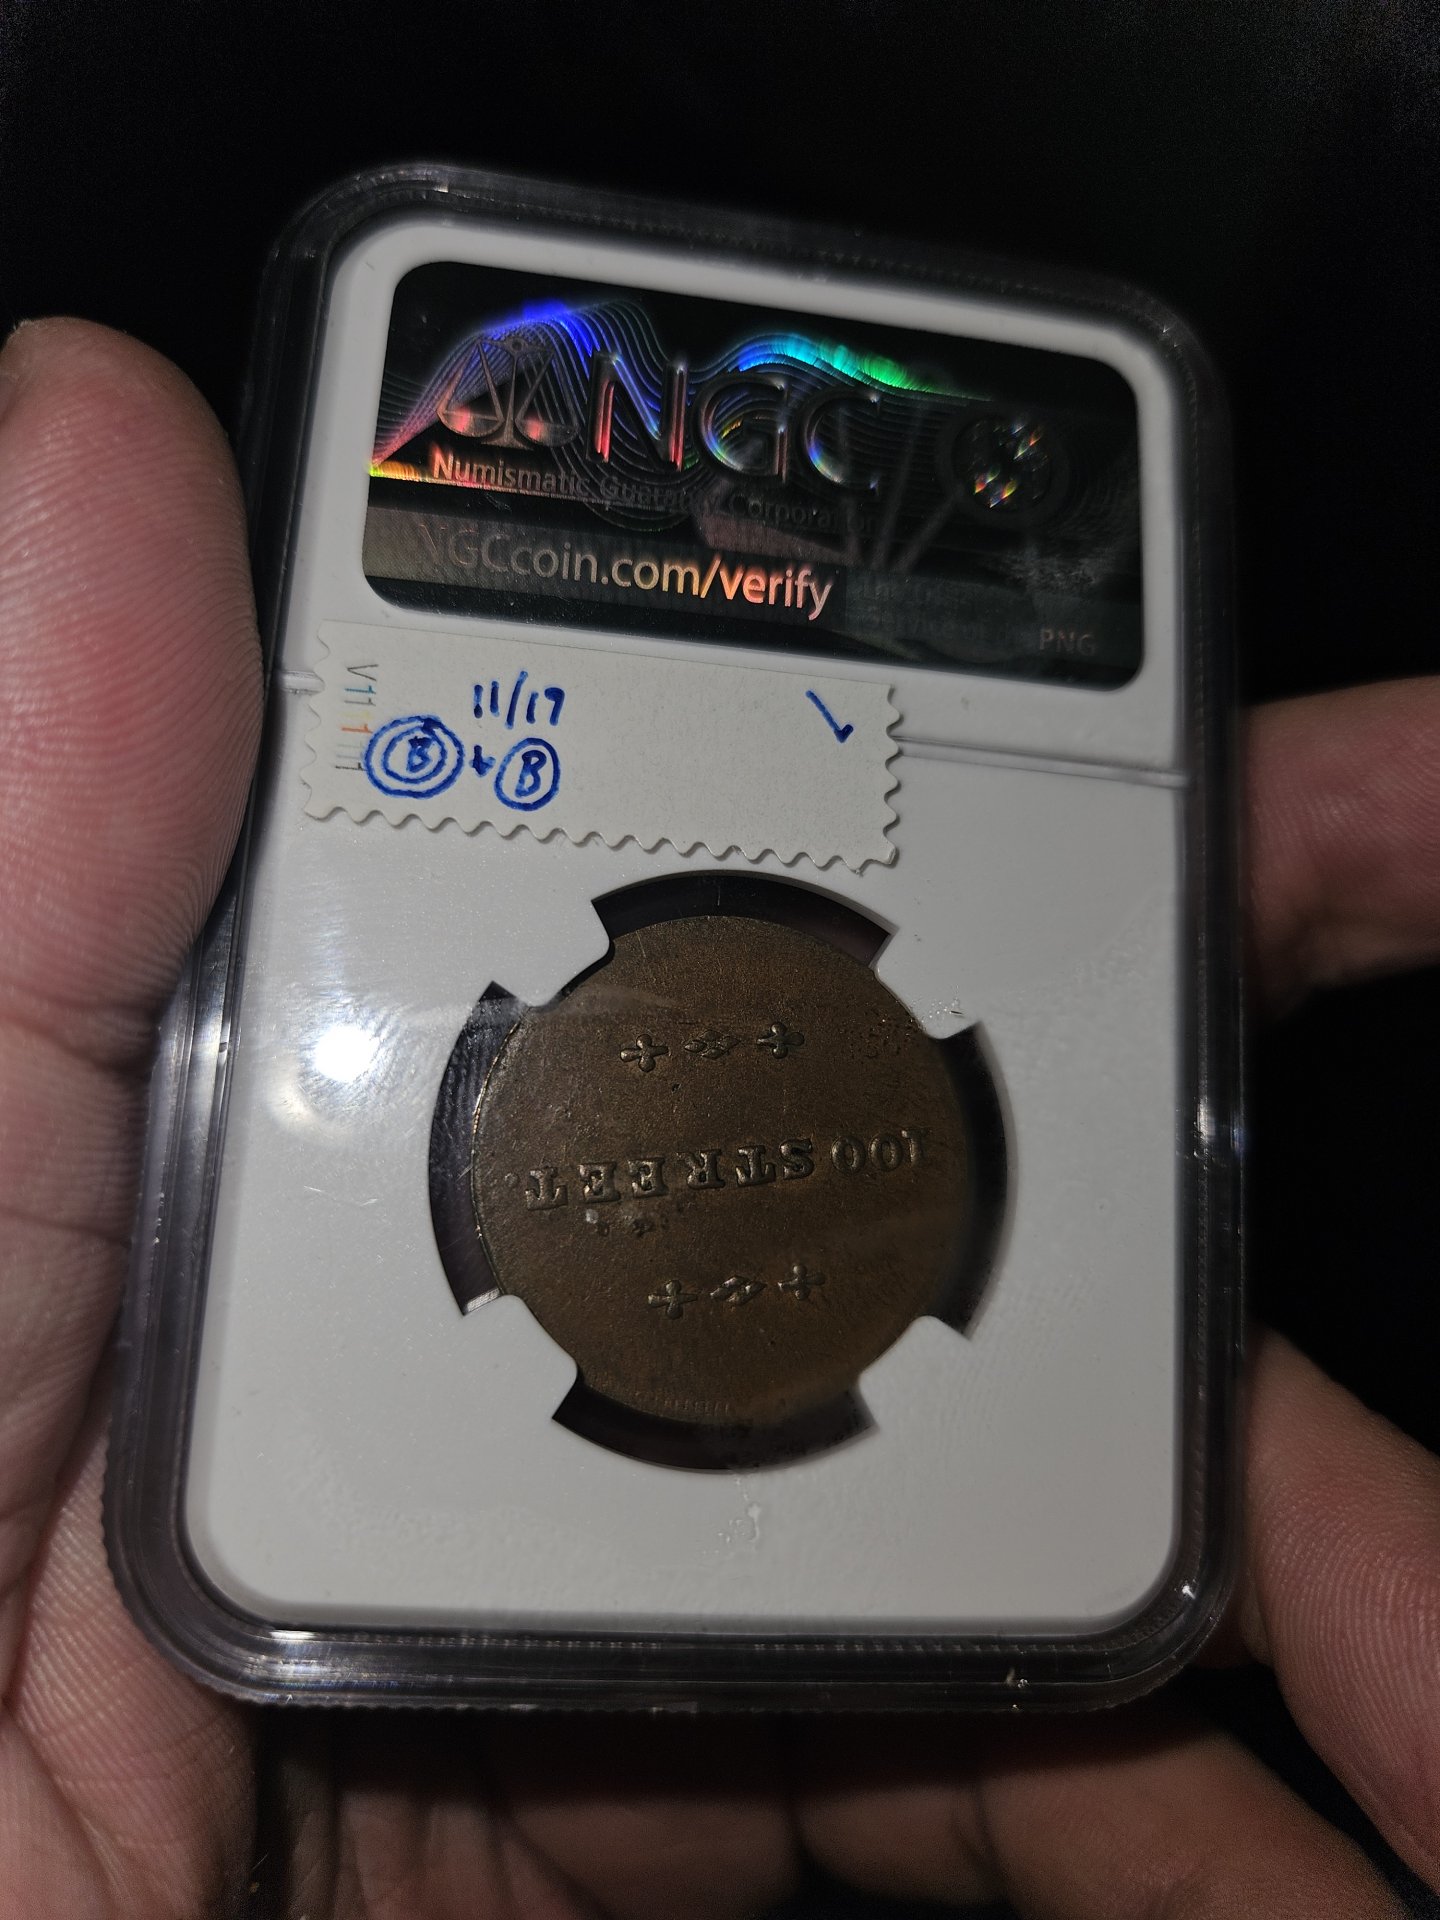 NGC
Numismatic Guaranty Corporation
NGCcoin.com/verify
PNG
11/17
B + B
100 STREET.